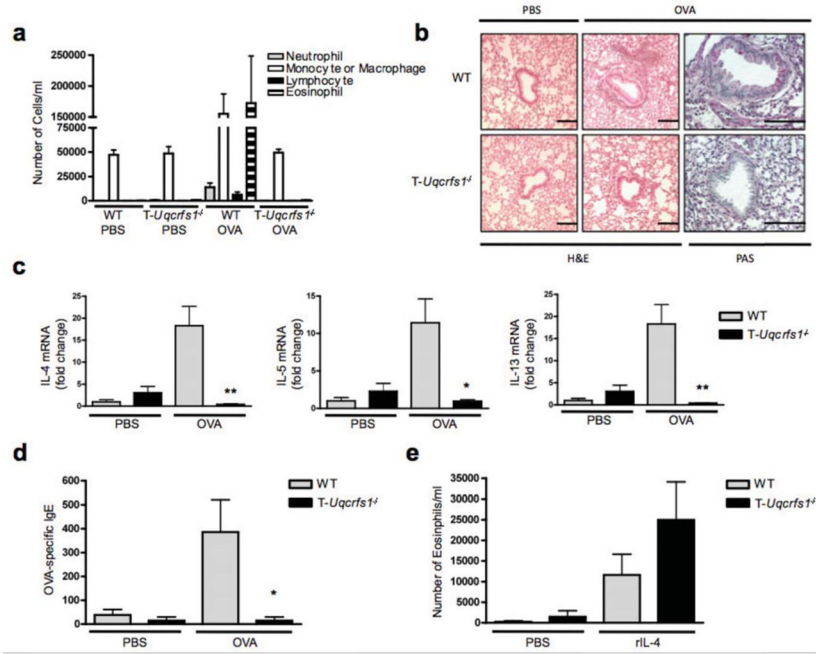 a
Number of Cells/ml
250000
200000
150000
75000
50000
25000
0
Neutrophil
Monocyte or Macrophage
Lymphocyte
Eosinophil
WT
PBS
T-Uqcrfs1-/-
PBS
WT
OVA
T-Uqcrfs1-/-
OVA
b
PBS
OVA
WT
T-Uqcrfs1-/-
H&E
PAS
c
IL-4 mRNA
(fold change)
25
20
15
10
5
0
**
PBS
OVA
IL-5 mRNA
(fold change)
15
10
5
0
*
PBS
OVA
IL-13 mRNA
(fold change)
25
20
15
10
5
0
**
PBS
OVA
WT
T-Uqcrfs1-/-
d
OVA-specific IgE
600
500
400
300
200
100
0
*
PBS
OVA
WT
T-Uqcrfs1-/-
e
Number of Eosinophils/ml
35000
30000
25000
20000
15000
10000
5000
0
PBS
rIL-4
WT
T-Uqcrfs1-/-